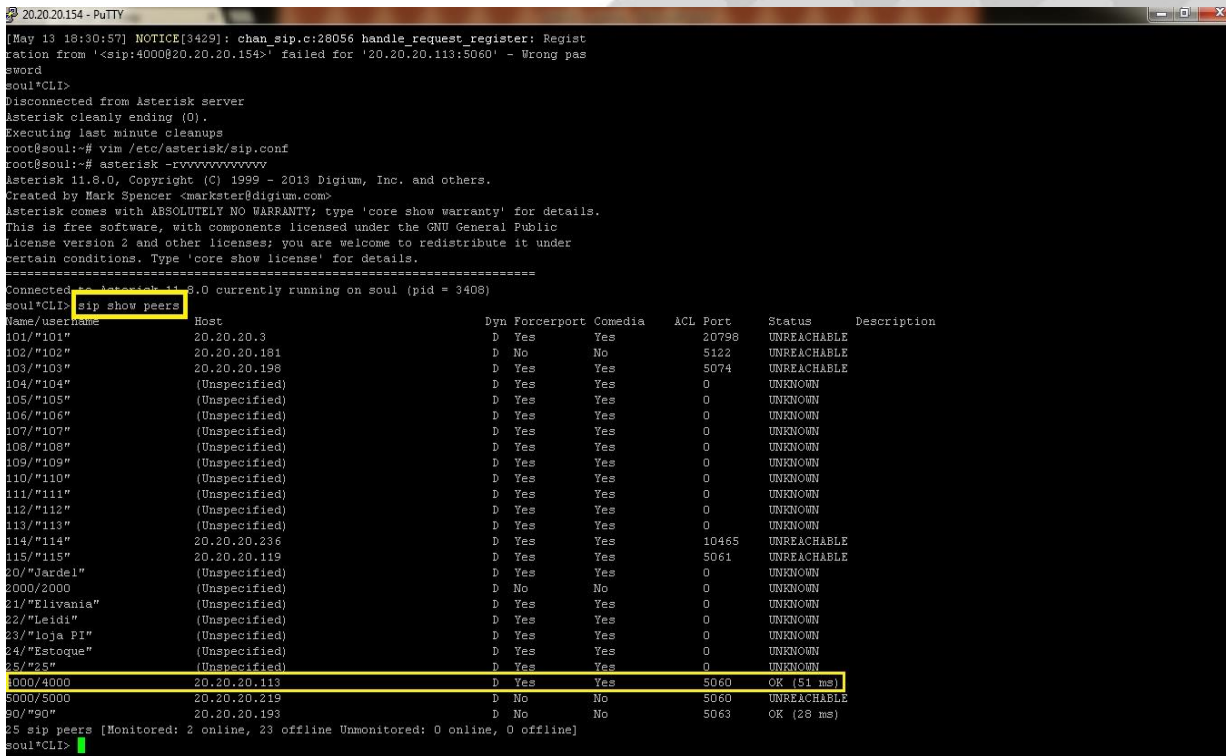 20.20.20.154 - PuTTY
[May 13 18:30:57] NOTICE[3429]: chan_sip.c:28056 handle_request_register: Regist
ration from '<sip:4000@20.20.20.154>' failed for '20.20.20.113:5060' - Wrong pas
sword
soul*CLI>
Disconnected from Asterisk server
Asterisk cleanly ending (0).
Executing last minute cleanups
root@soul:~# vim /etc/asterisk/sip.conf
root@soul:~# asterisk -rvvvvvvvvvvvv
Asterisk 11.8.0, Copyright (C) 1999 - 2013 Digium, Inc. and others.
Created by Mark Spencer <markster@digium.com>
Asterisk comes with ABSOLUTELY NO WARRANTY; type 'core show warranty' for details.
This is free software, with components licensed under the GNU General Public
License version 2 and other licenses; you are welcome to redistribute it under
certain conditions. Type 'core show license' for details.
=========================================================================
Connected to Asterisk 11.8.0 currently running on soul (pid = 3408)
soul*CLI> sip show peers
Name/username Host Dyn Forcerport Comedia ACL Port Status Description
101/"101" 20.20.20.3 D Yes Yes 20798 UNREACHABLE
102/"102" 20.20.20.181 D No No 5122 UNREACHABLE
103/"103" 20.20.20.198 D Yes Yes 5074 UNREACHABLE
104/"104" (Unspecified) D Yes Yes 0 UNKNOWN
105/"105" (Unspecified) D Yes Yes 0 UNKNOWN
106/"106" (Unspecified) D Yes Yes 0 UNKNOWN
107/"107" (Unspecified) D Yes Yes 0 UNKNOWN
108/"108" (Unspecified) D Yes Yes 0 UNKNOWN
109/"109" (Unspecified) D Yes Yes 0 UNKNOWN
110/"110" (Unspecified) D Yes Yes 0 UNKNOWN
111/"111" (Unspecified) D Yes Yes 0 UNKNOWN
112/"112" (Unspecified) D Yes Yes 0 UNKNOWN
113/"113" (Unspecified) D Yes Yes 0 UNKNOWN
114/"114" 20.20.20.236 D Yes Yes 10465 UNREACHABLE
115/"115" 20.20.20.119 D Yes Yes 5061 UNREACHABLE
20/"Jardel" (Unspecified) D Yes Yes 0 UNKNOWN
2000/2000 (Unspecified) D No No 0 UNKNOWN
21/"Elivania" (Unspecified) D Yes Yes 0 UNKNOWN
22/"Leidi" (Unspecified) D Yes Yes 0 UNKNOWN
23/"loja PI" (Unspecified) D Yes Yes 0 UNKNOWN
24/"Estoque" (Unspecified) D Yes Yes 0 UNKNOWN
25/"25" (Unspecified) D Yes Yes 0 UNKNOWN
4000/4000 20.20.20.113 D Yes Yes 5060 OK (51 ms)
5000/5000 20.20.20.219 D No No 5060 UNREACHABLE
90/"90" 20.20.20.193 D No No 5063 OK (28 ms)
25 sip peers [Monitored: 2 online, 23 offline Unmonitored: 0 online, 0 offline]
soul*CLI>